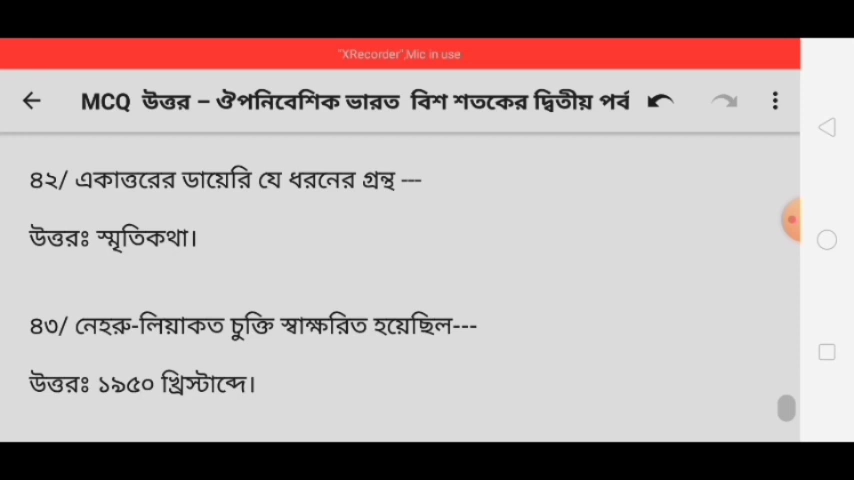 "XRecorder",Mic in use
MCQ উত্তর – ঔপনিবেশিক ভারত বিশ শতকের দ্বিতীয় পর্ব
৪২/ একাত্তরের ডায়েরি যে ধরনের গ্রন্থ ---
উত্তরঃ স্মৃতিকথা।
৪৩/ নেহরু-লিয়াকত চুক্তি স্বাক্ষরিত হয়েছিল---
উত্তরঃ ১৯৫০ খ্রিস্টাব্দে।